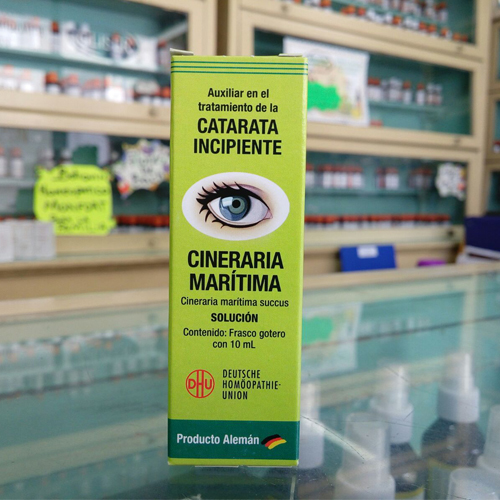 Auxiliar en el
tratamiento de la
CATARATA
INCIPIENTE
CINERARIA
MARÍTIMA
Cineraria maritima succus
SOLUCIÓN
Contenido: Frasco gotero
con 10 mL
DHU
DEUTSCHE
HOMÖOPATHIE-
UNION
Producto Alemán